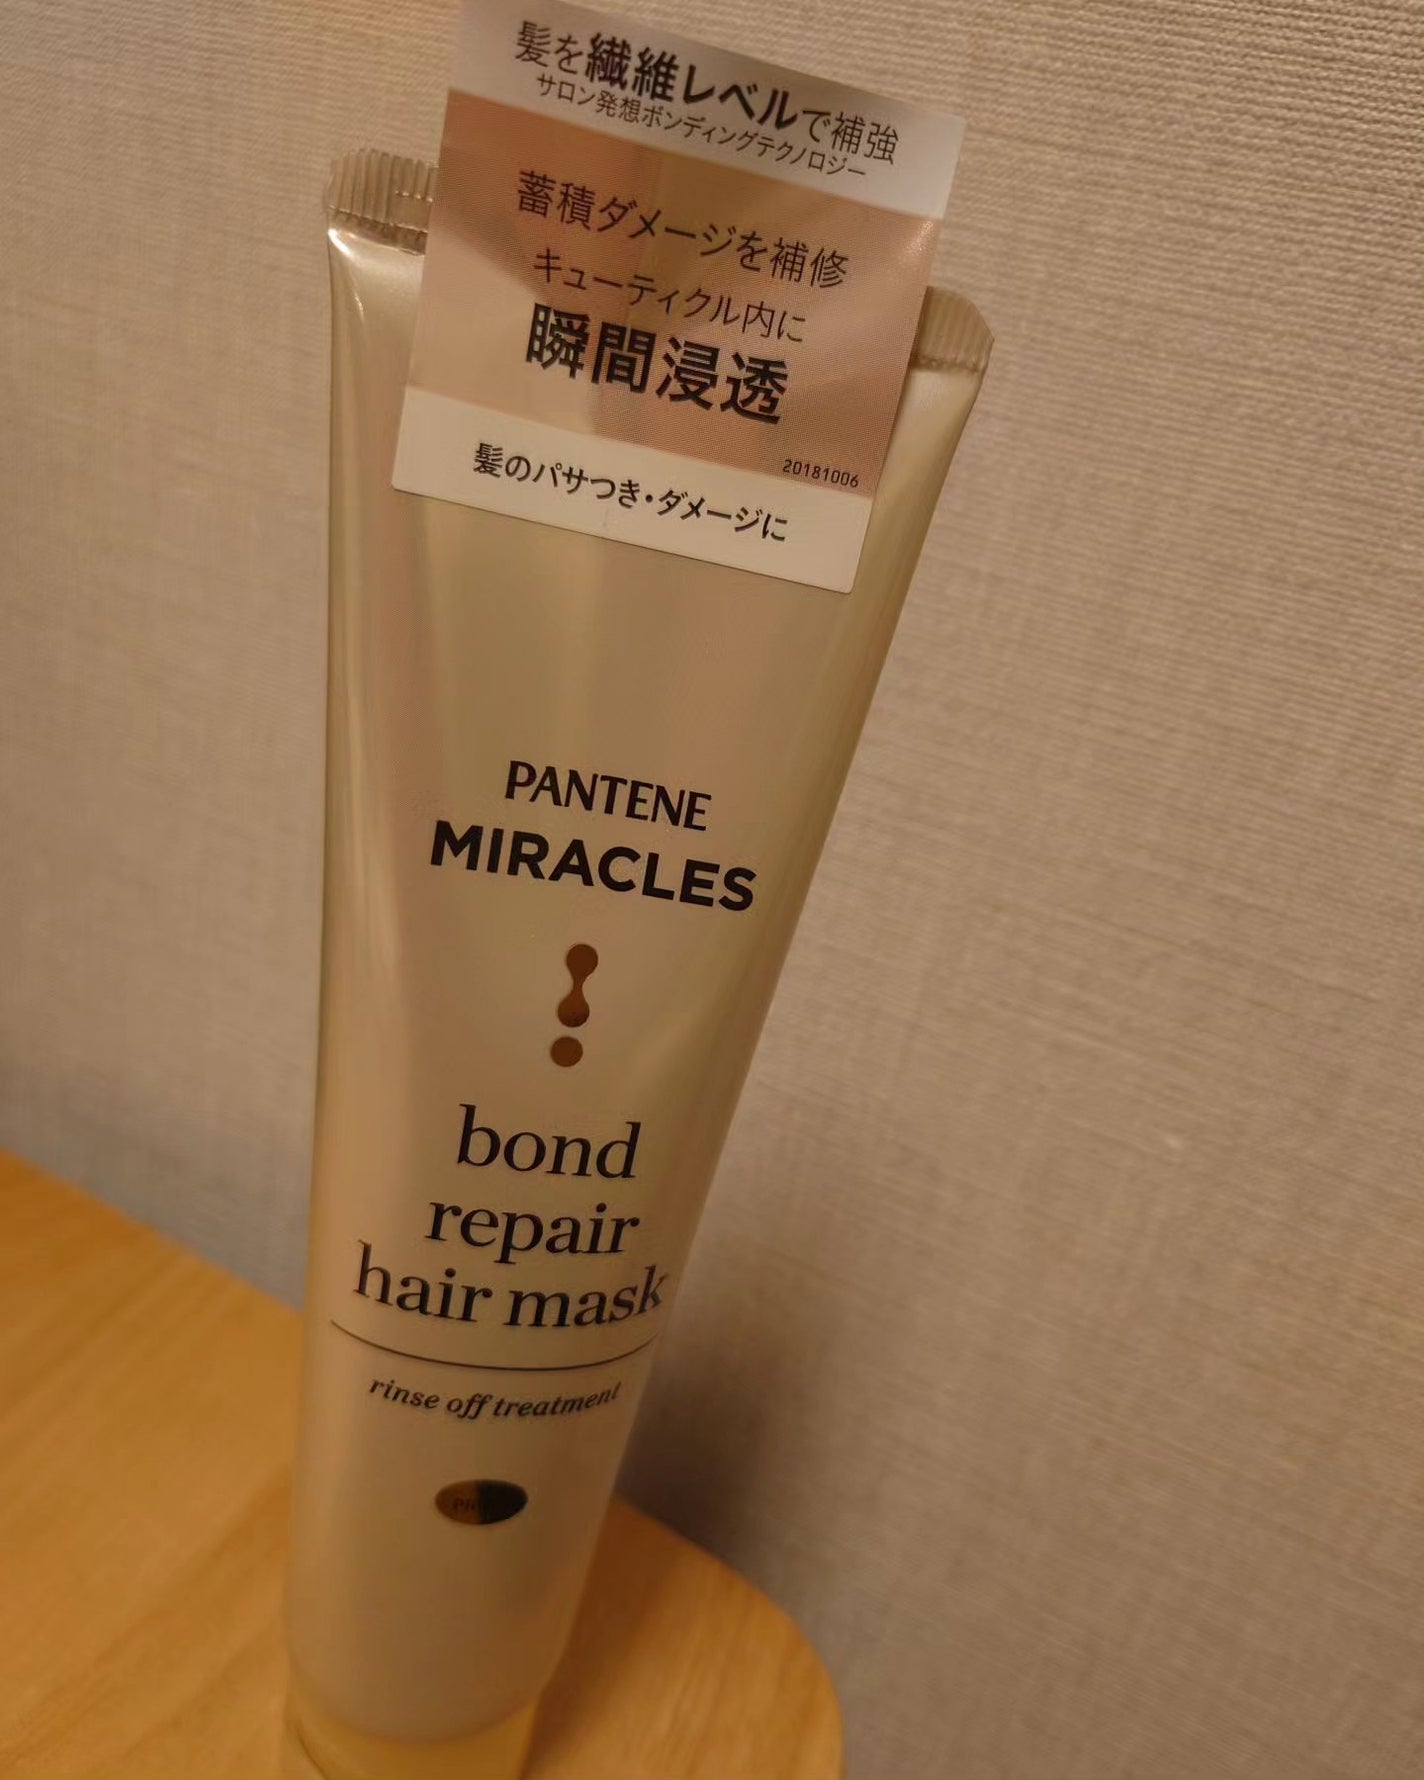 髪を繊維レベルで補強
サロン発想ボンディングテクノロジー
蓄積ダメージを補修
キューティクル内に
瞬間浸透
20181006
髪のパサつき・ダメージに
PANTENE
MIRACLES
bond
repair
hair mask
rinse off treatment